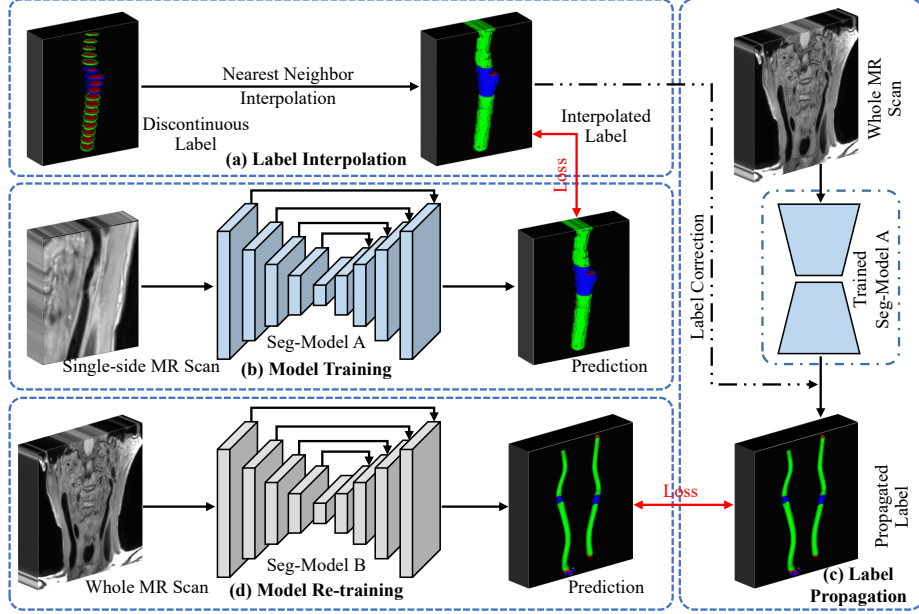 Nearest Neighbor
Interpolation
Discontinuous
Label
Interpolated
Label
(a) Label Interpolation
Loss
Single-side MR Scan
Seg-Model A
(b) Model Training
Prediction
Whole MR Scan
Seg-Model B
(d) Model Re-training
Prediction
Loss
Whole MR
Scan
Label Correction
Trained
Seg-Model A
Propagated
Label
(c) Label
Propagation